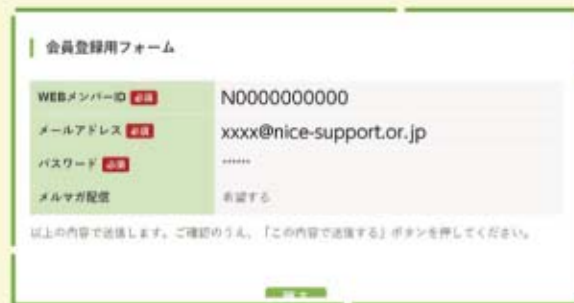 会員登録用フォーム
WEBメンバーID 必須 N0000000000
メールアドレス 必須 xxxx@nice-support.or.jp
パスワード 必須 ······
メルマガ配信 希望する
以上の内容で送信します。ご確認のうえ、「この内容で送信する」ボタンを押してください。